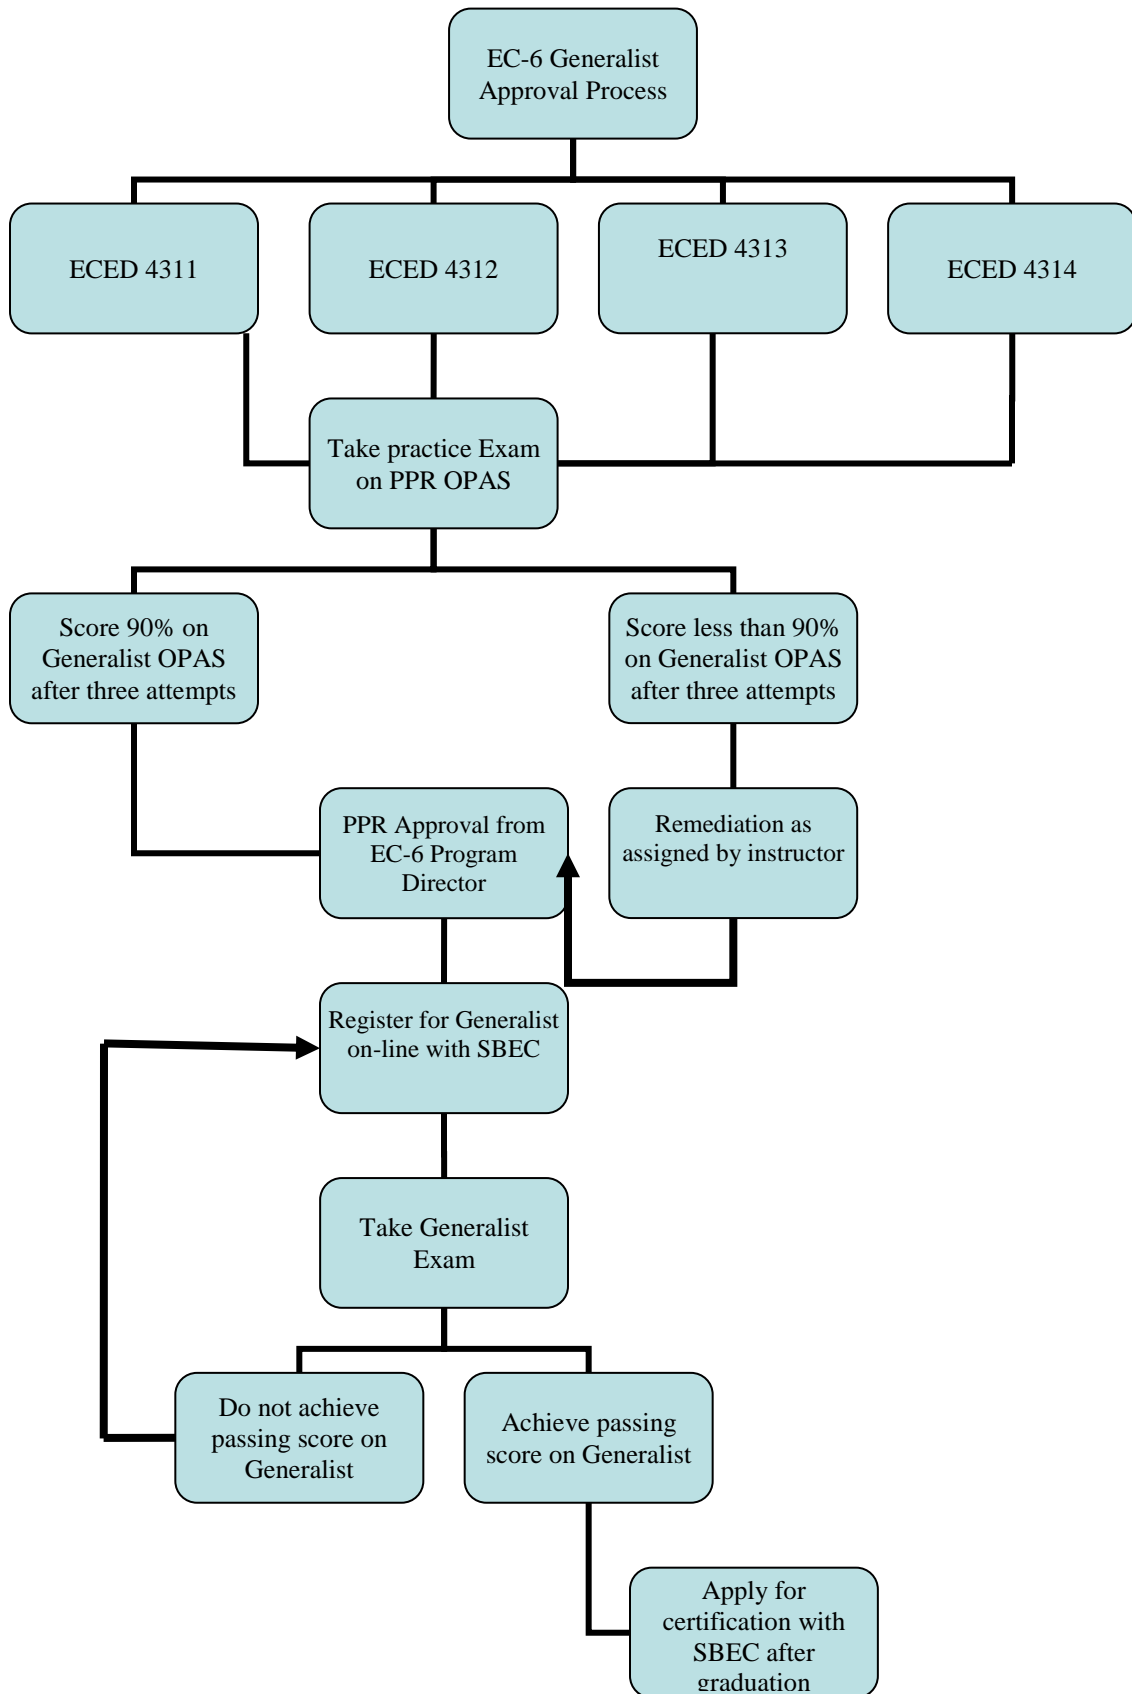 EC-6 Generalist
Approval Process
ECED 4311
ECED 4312
ECED 4313
ECED 4314
Take practice Exam
on PPR OPAS
Score 90% on
Generalist OPAS
after three attempts
Score less than 90%
on Generalist OPAS
after three attempts
PPR Approval from
EC-6 Program
Director
Remediation as
assigned by instructor
Register for Generalist
on-line with SBEC
Take Generalist
Exam
Do not achieve
passing score on
Generalist
Achieve passing
score on Generalist
Apply for
certification with
SBEC after
graduation